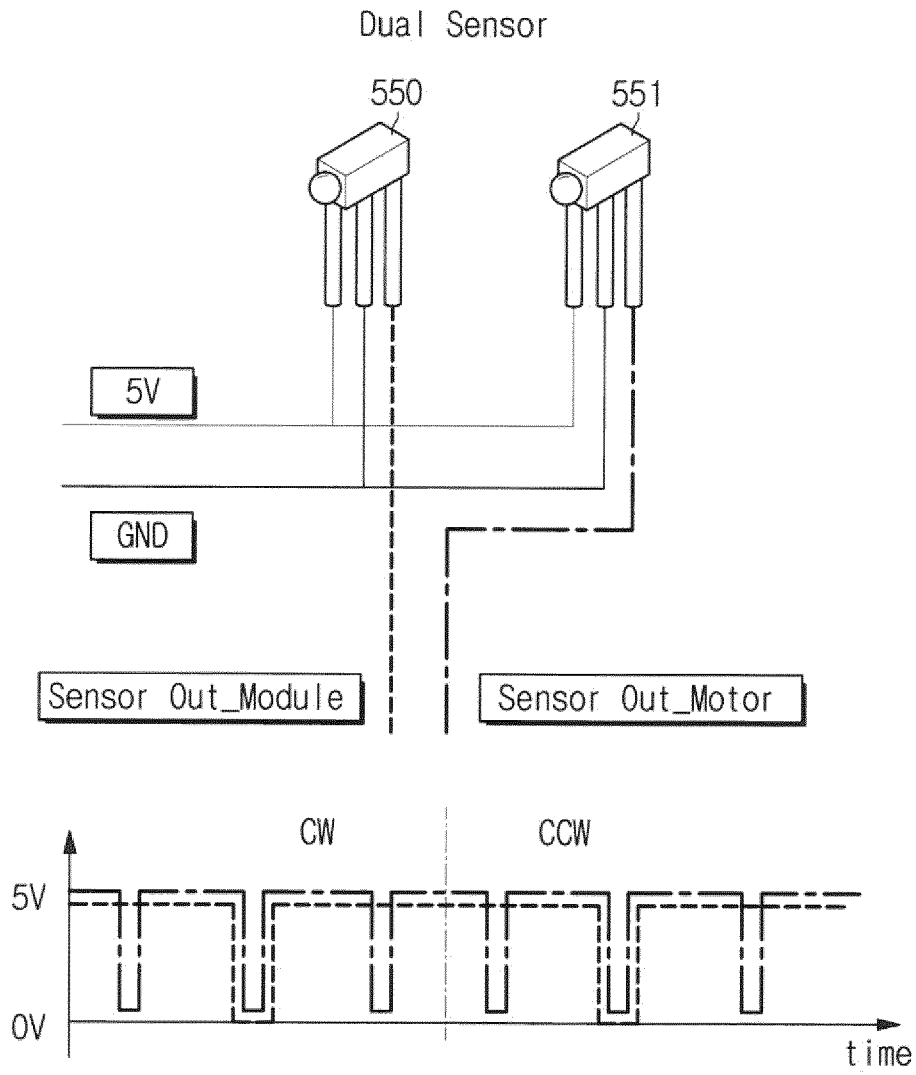 Dual Sensor
550
551
5V
GND
Sensor Out_Module
Sensor Out_Motor
CW
CCW
5V
0V
time